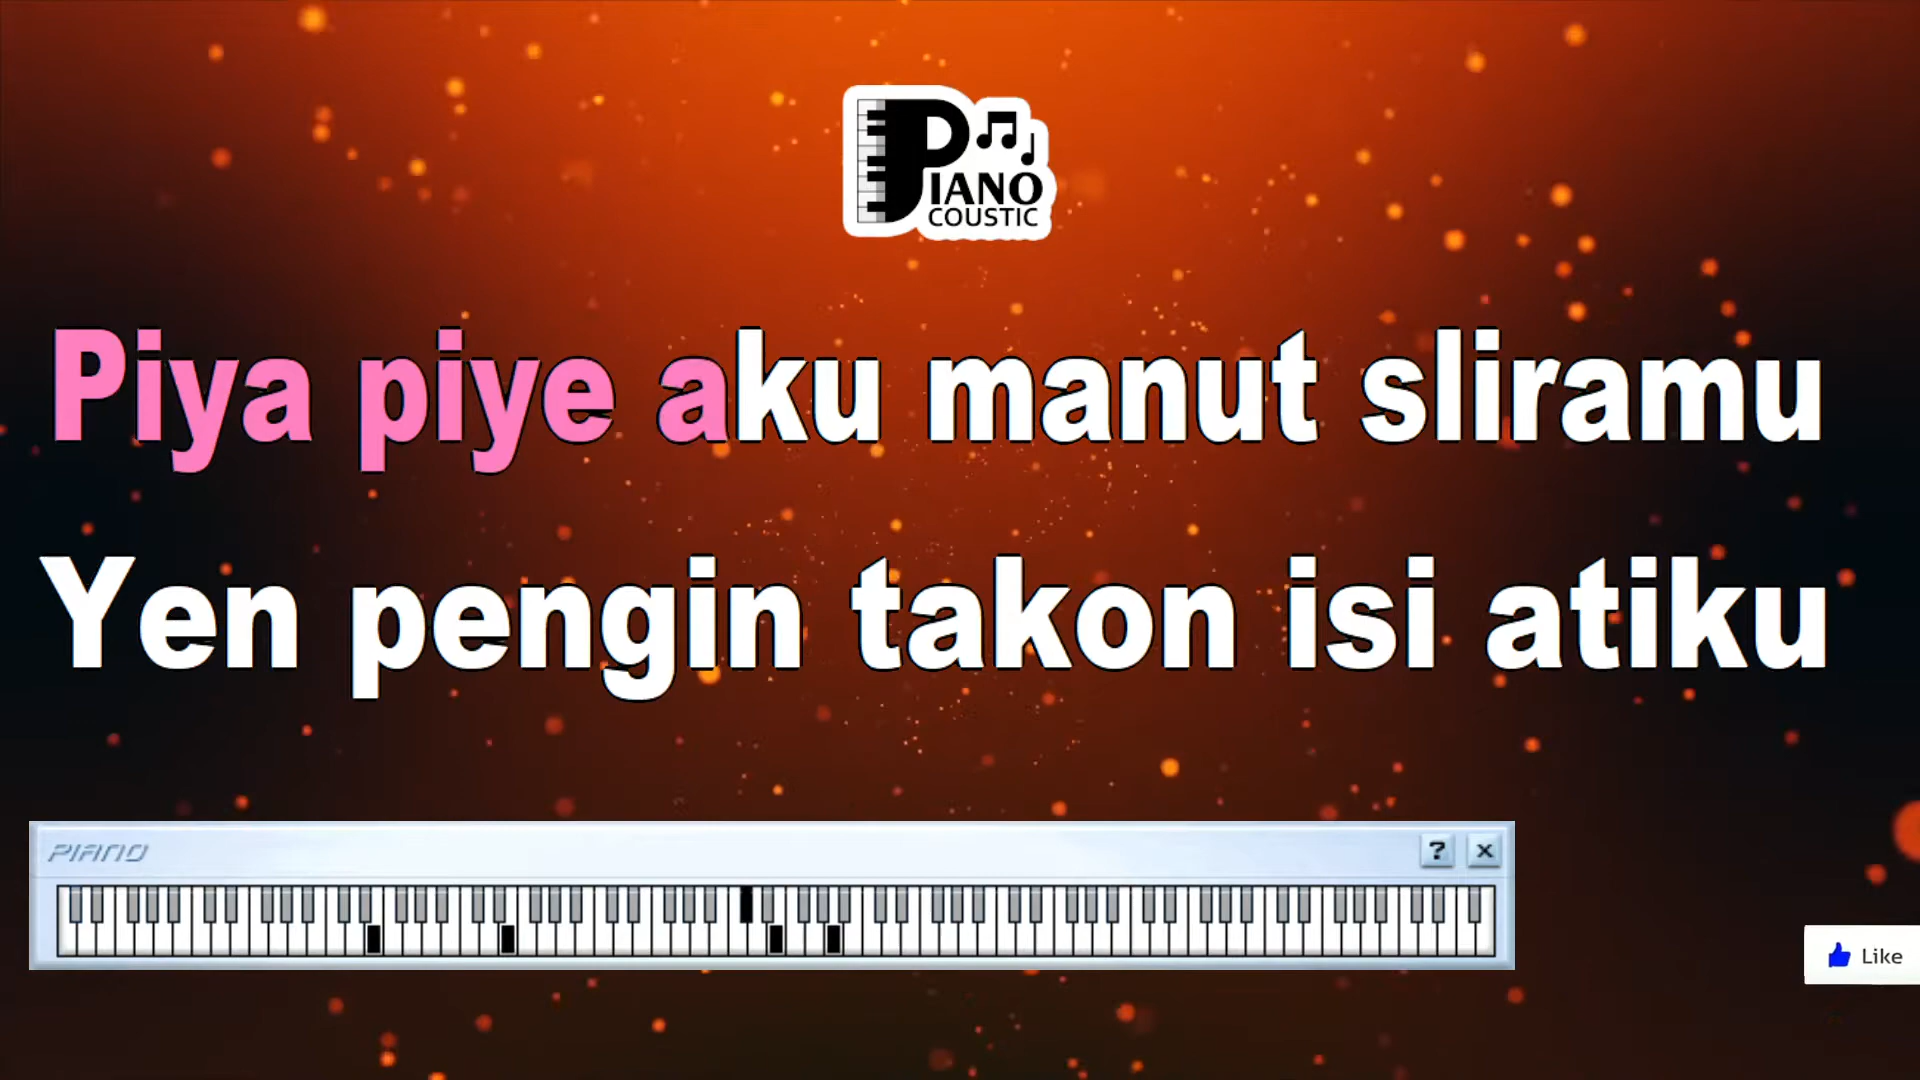 PIANO
COUSTIC
Piya piye aku manut sliramu
Yen pengin takon isi atiku
PIANO
? x
Like